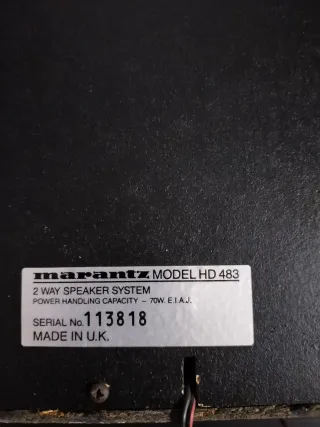 marantz MODEL HD 483
2 WAY SPEAKER SYSTEM
POWER HANDLING CAPACITY – 70W. E.I.A.J.
SERIAL No. 113818
MADE IN U.K.